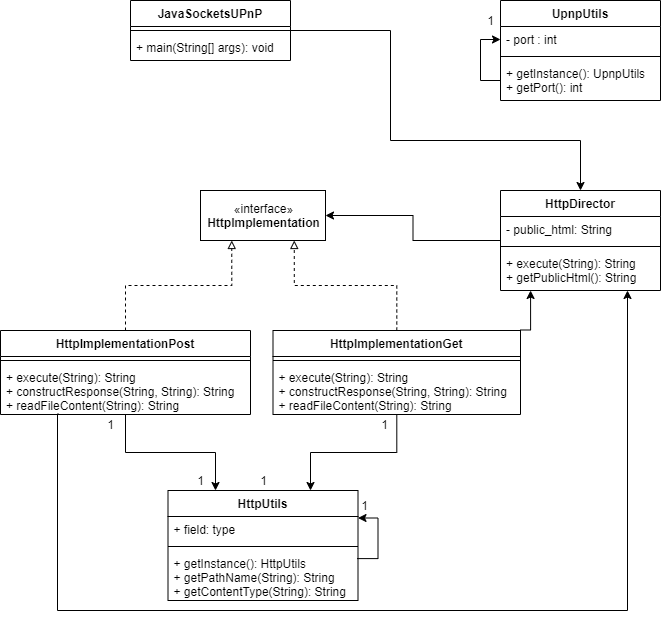 JavaSocketsUPnP
+ main(String[] args): void
1
UpnpUtils
- port : int
+ getInstance(): UpnpUtils
+ getPort(): int
«interface»
HttpImplementation
HttpDirector
- public_html: String
+ execute(String): String
+ getPublicHtml(): String
HttpImplementationPost
+ execute(String): String
+ constructResponse(String, String): String
+ readFileContent(String): String
HttpImplementationGet
+ execute(String): String
+ constructResponse(String, String): String
+ readFileContent(String): String
1
1
1
1
HttpUtils
+ field: type
+ getInstance(): HttpUtils
+ getPathName(String): String
+ getContentType(String): String
1